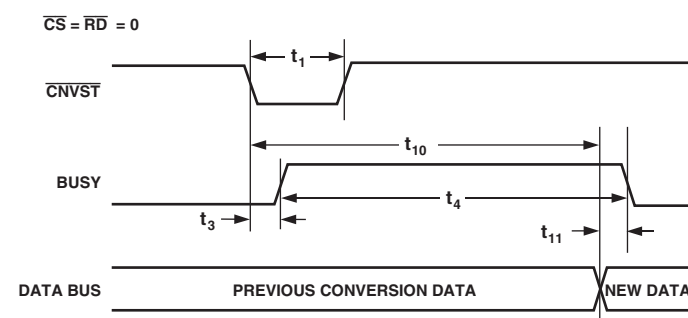 CS = RD = 0
t1
CNVST
t10
BUSY
t4
t3
t11
DATA BUS
PREVIOUS CONVERSION DATA
NEW DATA